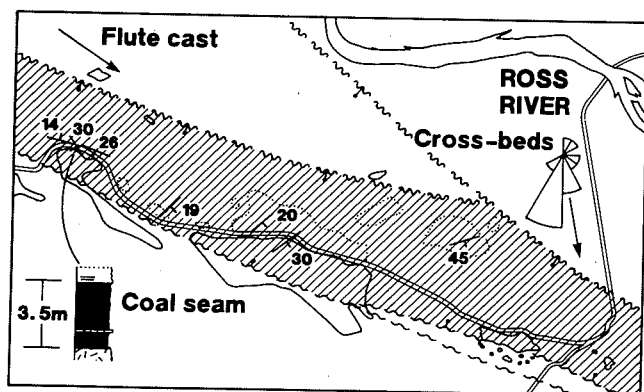 Flute cast
ROSS
RIVER
Cross-beds
14
30
26
19
20
30
45
Coal seam
3.5m